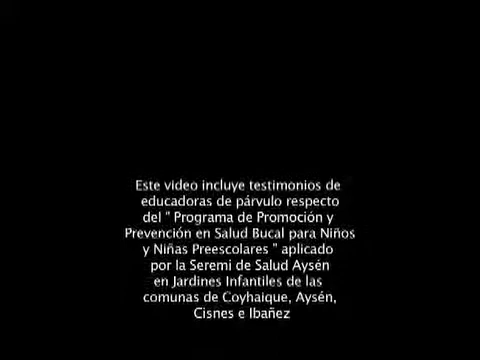 Este video incluye testimonios de
educadoras de párvulo respecto
del " Programa de Promoción y
Prevención en Salud Bucal para Niños
y Niñas Preescolares " aplicado
por la Seremi de Salud Aysén
en Jardines Infantiles de las
comunas de Coyhaique, Aysén,
Cisnes e Ibañez